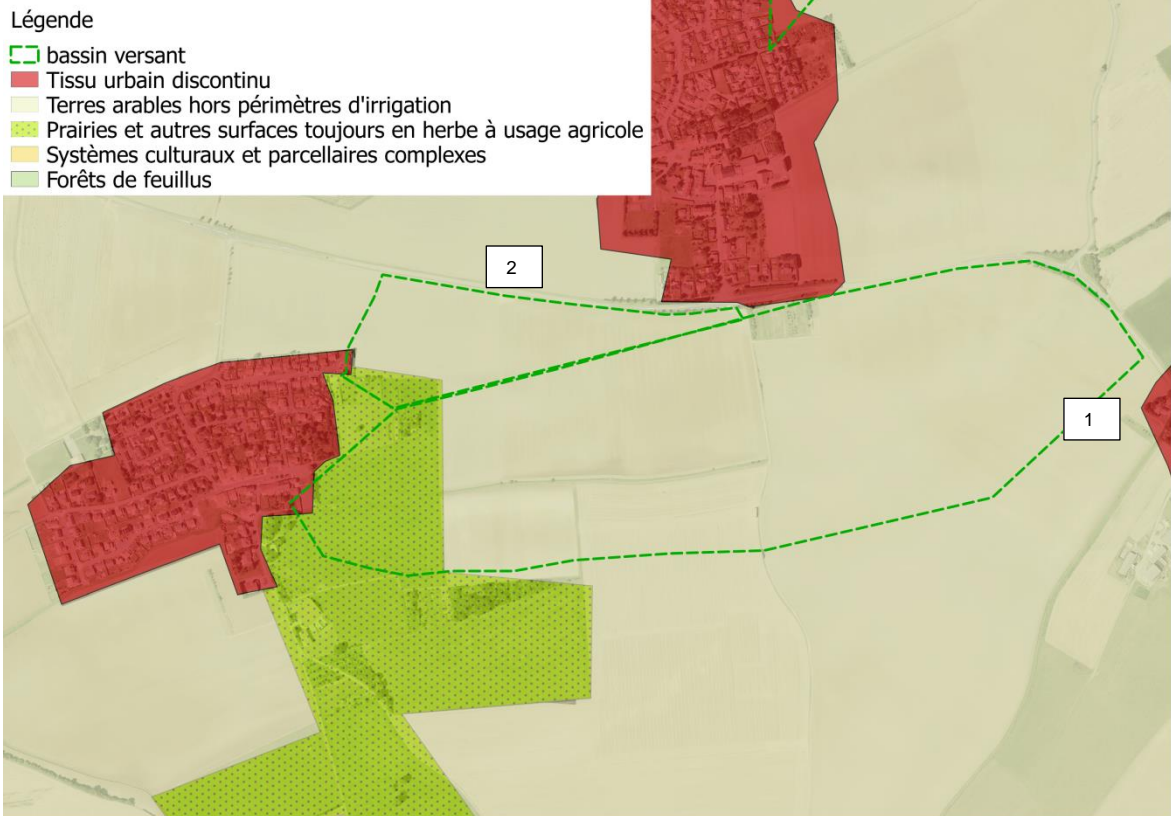 Légende
bassin versant
Tissu urbain discontinu
Terres arables hors périmètres d'irrigation
Prairies et autres surfaces toujours en herbe à usage agricole
Systèmes culturaux et parcellaires complexes
Forêts de feuillus
2
1